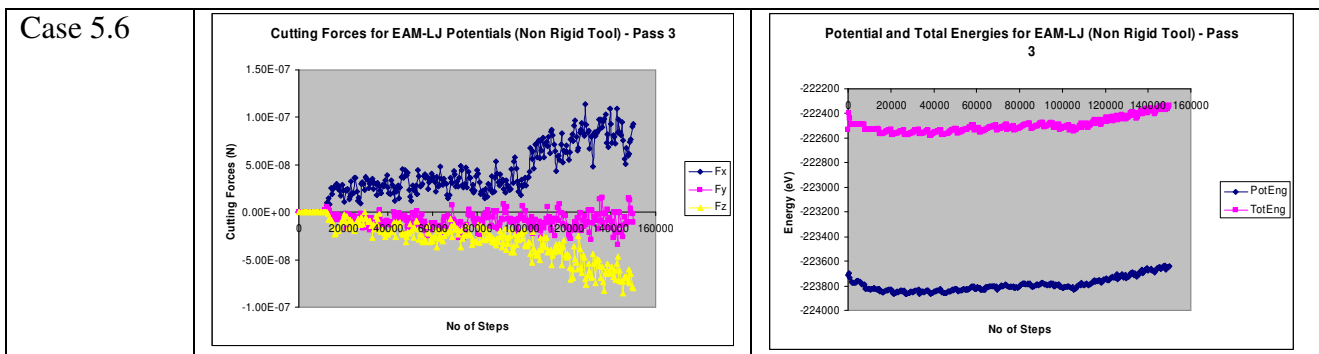 Case 5.6
Cutting Forces for EAM-LJ Potentials (Non Rigid Tool) - Pass 3
1.50E-07
1.00E-07
5.00E-08
0.00E+00
-5.00E-08
-1.00E-07
0 20000 40000 60000 80000 100000 120000 140000 160000
Cutting Forces (N)
No of Steps
Fx
Fy
Fz
Potential and Total Energies for EAM-LJ (Non Rigid Tool) - Pass
3
-222200
-222400
-222600
-222800
-223000
-223200
-223400
-223600
-223800
-224000
0 20000 40000 60000 80000 100000 120000 140000 160000
Energy (eV)
No of Steps
PotEng
TotEng